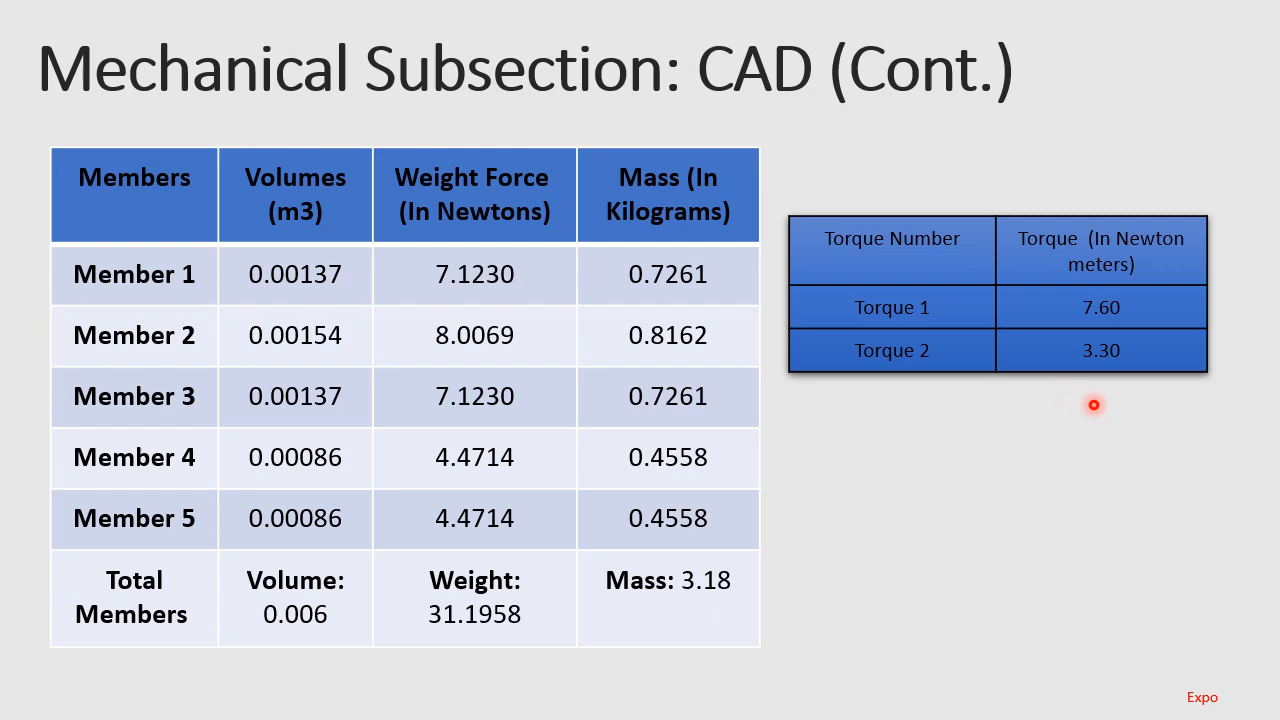 Mechanical Subsection: CAD (Cont.)
Members Volumes (m3) Weight Force (In Newtons) Mass (In Kilograms)
Member 1 0.00137 7.1230 0.7261
Member 2 0.00154 8.0069 0.8162
Member 3 0.00137 7.1230 0.7261
Member 4 0.00086 4.4714 0.4558
Member 5 0.00086 4.4714 0.4558
Total Members Volume: 0.006 Weight: 31.1958 Mass: 3.18
Torque Number Torque (In Newton meters)
Torque 1 7.60
Torque 2 3.30
Expo